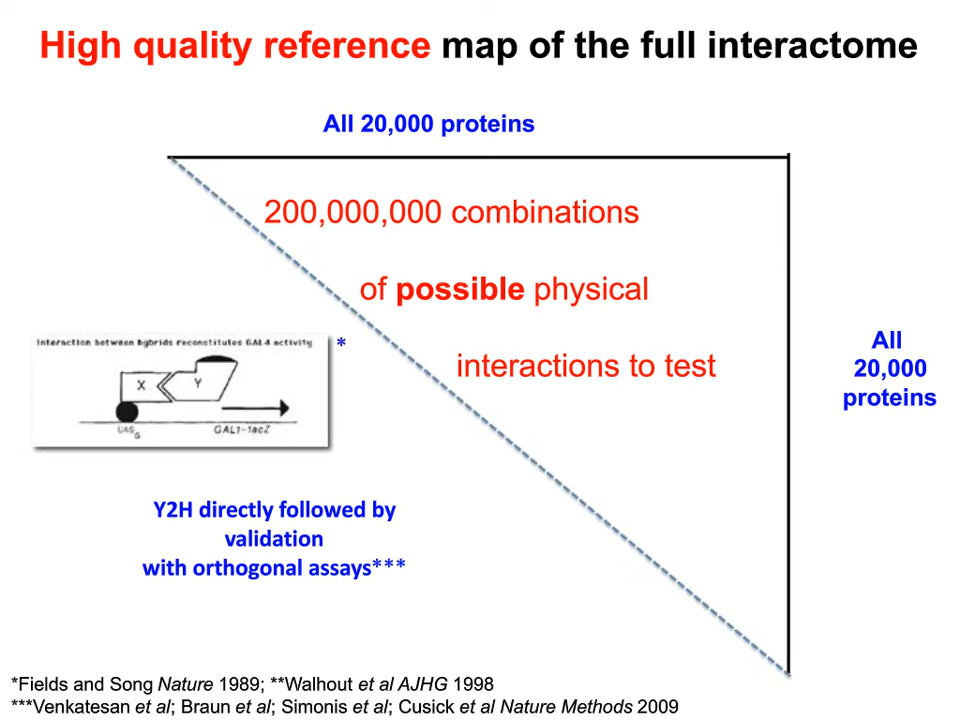 High quality reference map of the full interactome
All 20,000 proteins
200,000,000 combinations
of possible physical
interactions to test
All
20,000
proteins
Interaction between hybrids reconstitutes GAL4 activity
*
X
Y
UASG
GAL1-lacZ
Y2H directly followed by
validation
with orthogonal assays***
*Fields and Song Nature 1989; **Walhout et al AJHG 1998
***Venkatesan et al; Braun et al; Simonis et al; Cusick et al Nature Methods 2009